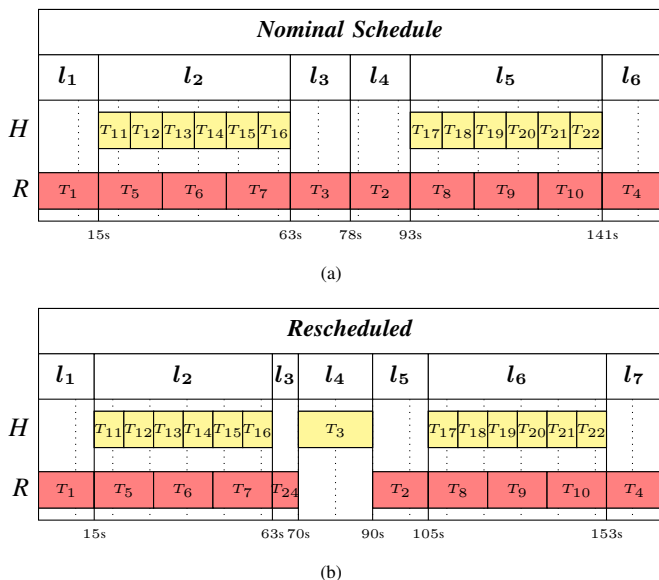 Nominal Schedule
l₁ l₂ l₃ l₄ l₅ l₆
H T₁₁ T₁₂ T₁₃ T₁₄ T₁₅ T₁₆ T₁₇ T₁₈ T₁₉ T₂₀ T₂₁ T₂₂
R T₁ T₅ T₆ T₇ T₃ T₂ T₈ T₉ T₁₀ T₄
15s 63s 78s 93s 141s
(a)
Rescheduled
l₁ l₂ l₃ l₄ l₅ l₆ l₇
H T₁₁ T₁₂ T₁₃ T₁₄ T₁₅ T₁₆ T₃ T₁₇ T₁₈ T₁₉ T₂₀ T₂₁ T₂₂
R T₁ T₅ T₆ T₇ T₂₄ T₂ T₈ T₉ T₁₀ T₄
15s 63s 70s 90s 105s 153s
(b)